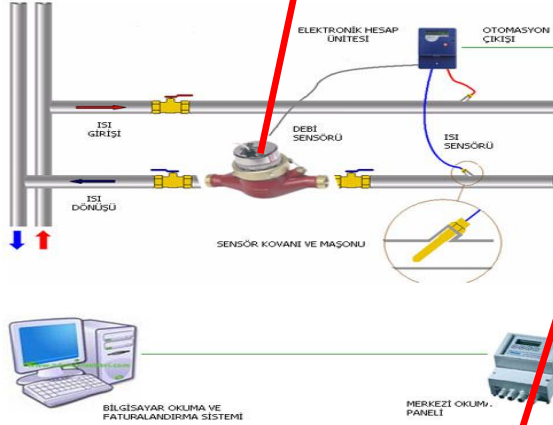 ELEKTRONİK HESAP
ÜNİTESİ
OTOMASYON
ÇIKIŞI
ISI
GİRİŞİ
DEBİ
SENSÖRÜ
ISI
SENSÖRÜ
ISI
DÖNÜŞÜ
SENSÖR KOVANI VE MAŞONU
BİLGİSAYAR OKUMA VE
FATURALANDIRMA SİSTEMİ
MERKEZİ OKUMA
PANELİ